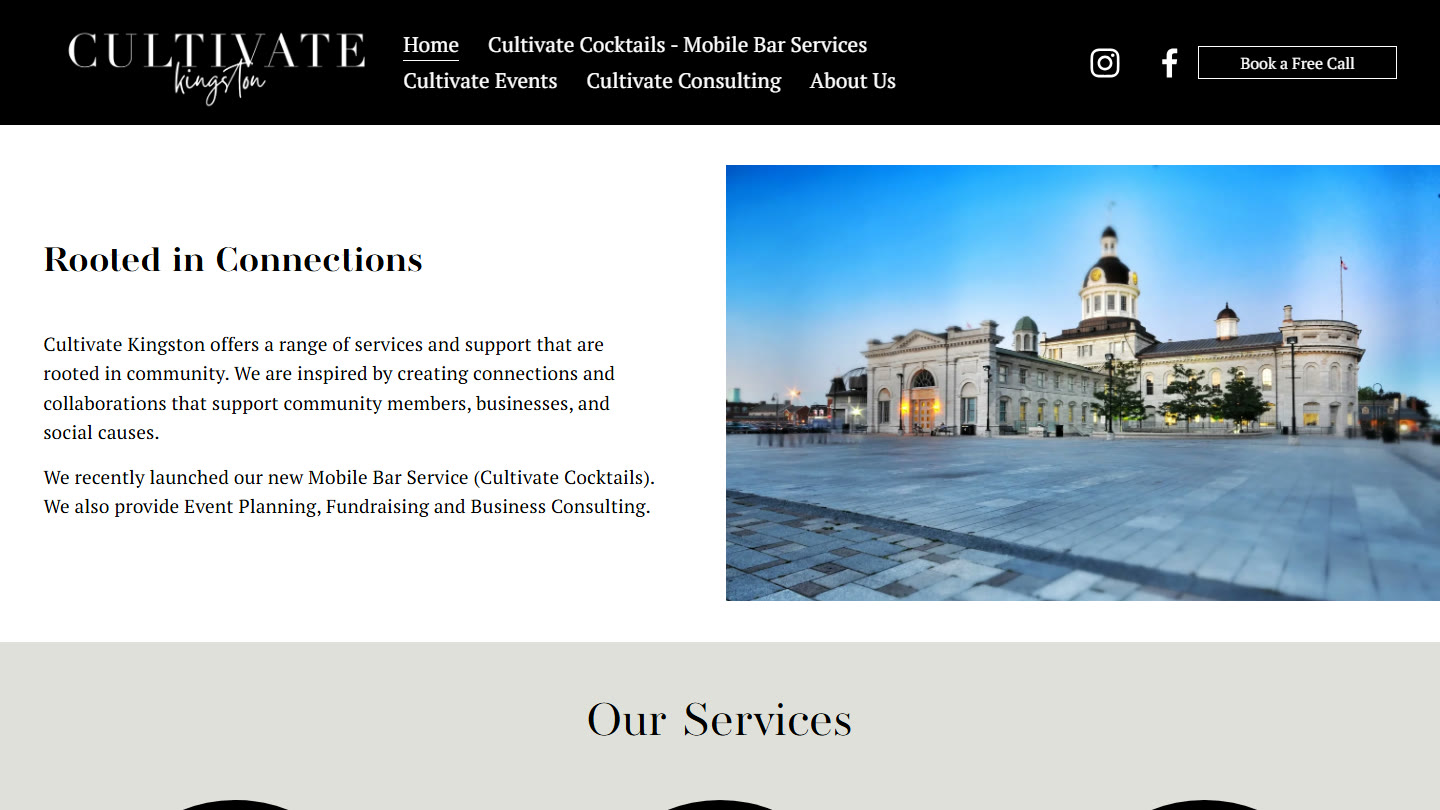 CULTIVATE
kingston
Home
Cultivate Cocktails - Mobile Bar Services
Cultivate Events
Cultivate Consulting
About Us
Book a Free Call
Rooted in Connections
Cultivate Kingston offers a range of services and support that are
rooted in community. We are inspired by creating connections and
collaborations that support community members, businesses, and
social causes.
We recently launched our new Mobile Bar Service (Cultivate Cocktails).
We also provide Event Planning, Fundraising and Business Consulting.
Our Services